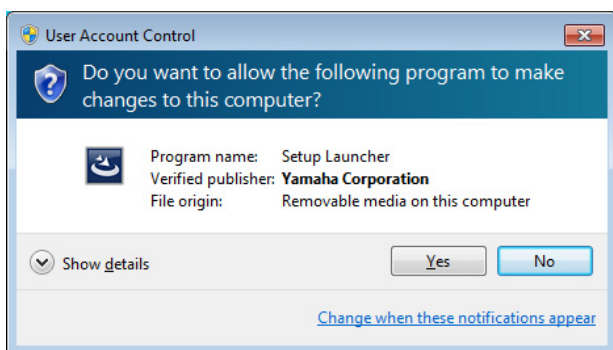 User Account Control
Do you want to allow the following program to make
changes to this computer?
Program name: Setup Launcher
Verified publisher: Yamaha Corporation
File origin: Removable media on this computer
Show details
Yes
No
Change when these notifications appear